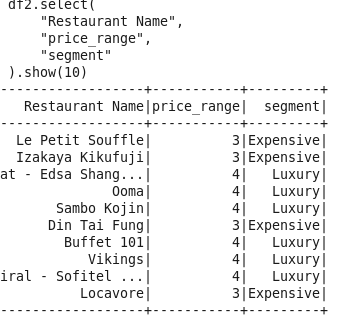 df2.select(
"Restaurant Name",
"price_range",
"segment"
).show(10)
-----------------+-----------+---------+
Restaurant Name|price_range|  segment|
-----------------+-----------+---------+
Le Petit Souffle|          3|Expensive|
Izakaya Kikufuji|          3|Expensive|
at - Edsa Shang...|          4|   Luxury|
Ooma|          4|   Luxury|
Sambo Kojin|          4|   Luxury|
Din Tai Fung|          3|Expensive|
Buffet 101|          4|   Luxury|
Vikings|          4|   Luxury|
iral - Sofitel ...|          4|   Luxury|
Locavore|          3|Expensive|
-----------------+-----------+---------+